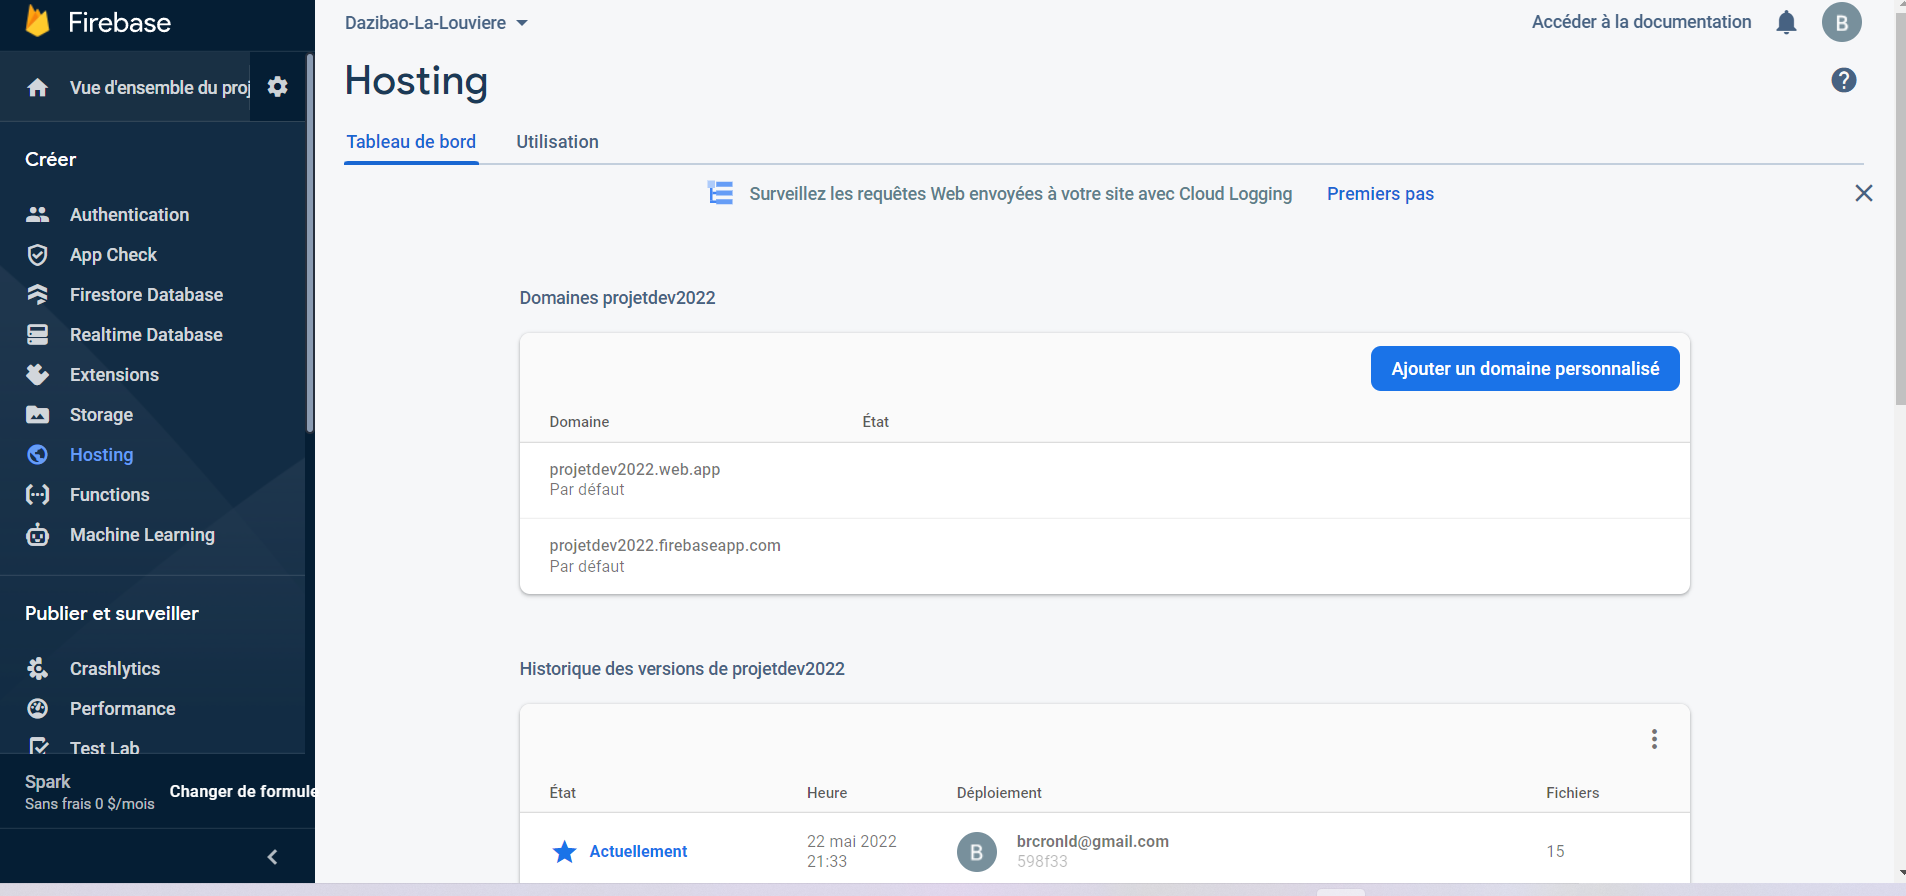 Firebase
Vue d'ensemble du proj
Créer
Authentication
App Check
Firestore Database
Realtime Database
Extensions
Storage
Hosting
Functions
Machine Learning
Publier et surveiller
Crashlytics
Performance
Test Lab
Spark
Sans frais 0 $/mois
Changer de formule
Dazibao-La-Louviere
Accéder à la documentation
B
Hosting
Tableau de bord Utilisation
Surveillez les requêtes Web envoyées à votre site avec Cloud Logging Premiers pas
Domaines projetdev2022
Ajouter un domaine personnalisé
Domaine État
projetdev2022.web.app
Par défaut
projetdev2022.firebaseapp.com
Par défaut
Historique des versions de projetdev2022
État Heure Déploiement Fichiers
Actuellement
22 mai 2022
21:33
B
brcronld@gmail.com
598f33
15